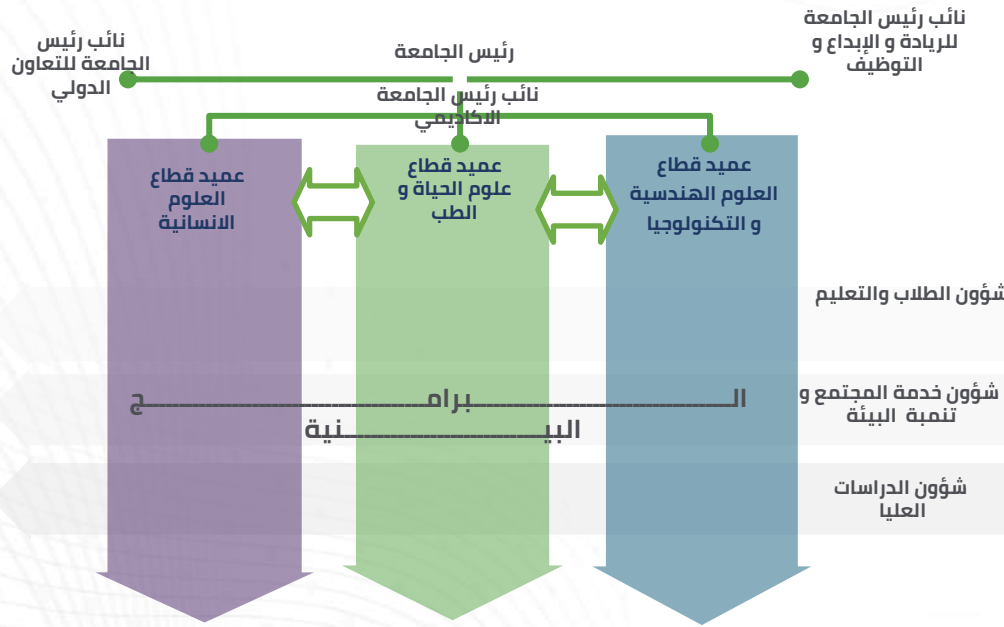 نائب رئيس الجامعة
للريادة و الإبداع و
التوظيف
رئيس الجامعة
نائب رئيس
الجامعة للتعاون
الدولي
نائب رئيس الجامعة
الاكاديمي
عميد قطاع
العلوم الهندسية
و التكنولوجيا
عميد قطاع
علوم الحياة و
الطب
عميد قطاع
العلوم
الانسانية
شؤون الطلاب والتعليم
شؤون خدمة المجتمع و
تنمبة البيئة
الـــــــــــــــــــــــــــــــبرامـــــــــــــــــــــــــــــــــــــج
البيـــــــــــــــــــــــــــــنية
شؤون الدراسات
العليا